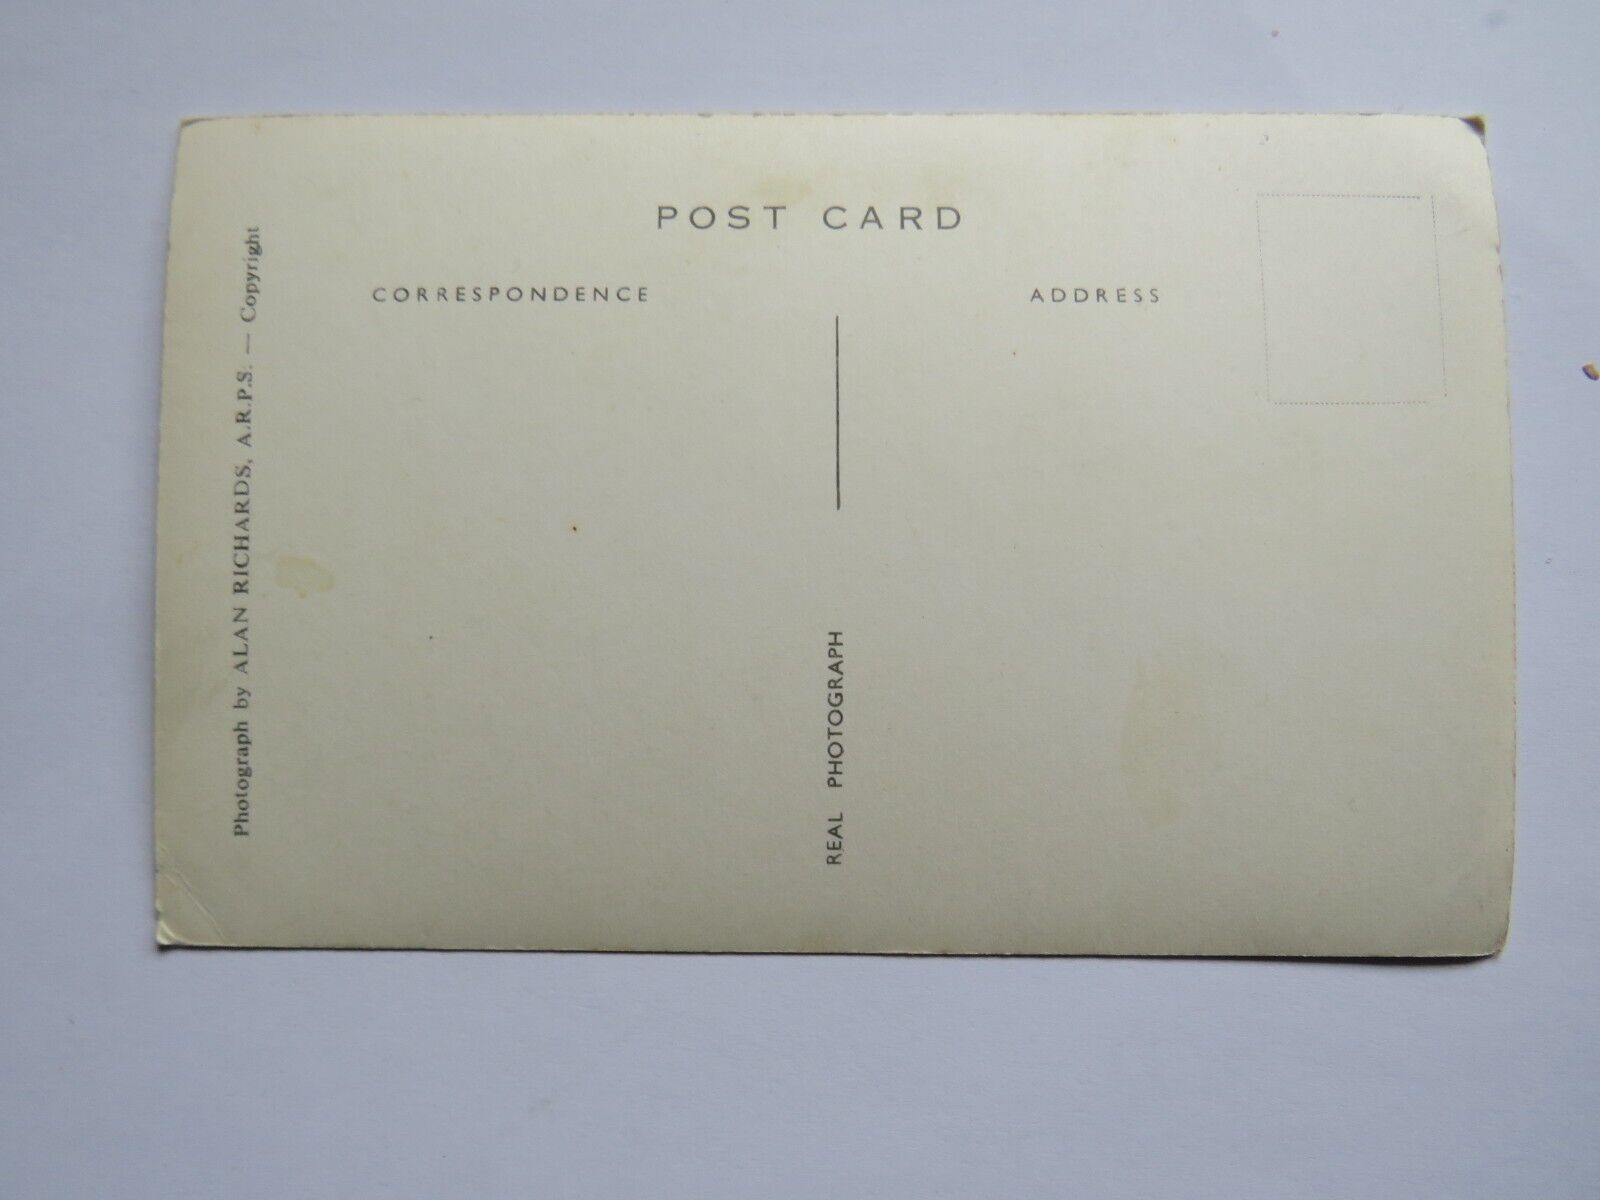 POST CARD
CORRESPONDENCE
ADDRESS
Photograph by ALAN RICHARDS, A.R.P.S. — Copyright
REAL PHOTOGRAPH